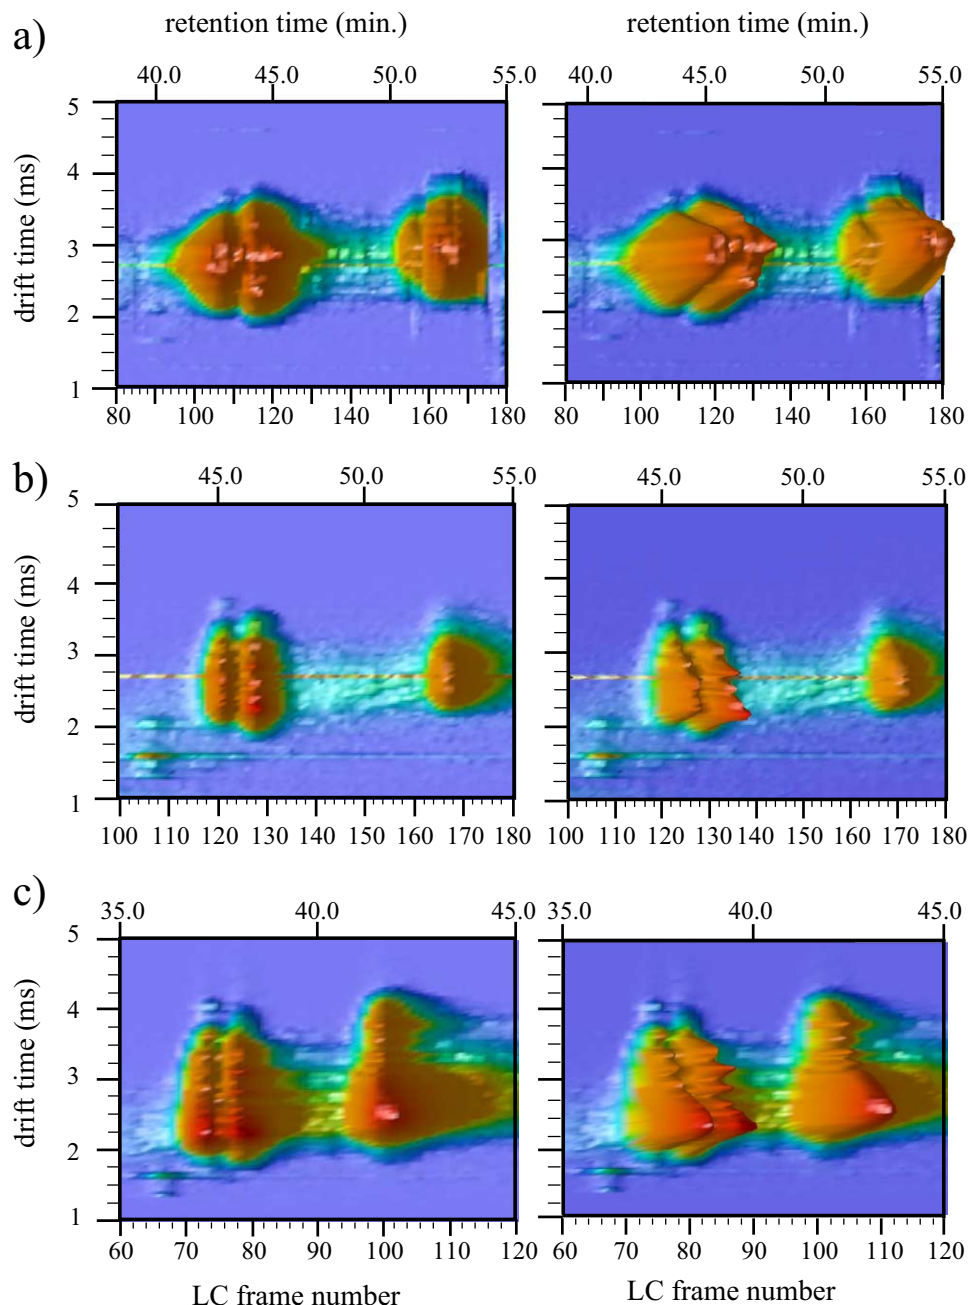 a)
retention time (min.)
retention time (min.)
40.0 45.0 50.0 55.0
40.0 45.0 50.0 55.0
5
4
3
2
1
drift time (ms)
80 100 120 140 160 180
80 100 120 140 160 180
b)
45.0 50.0 55.0
45.0 50.0 55.0
5
4
3
2
1
drift time (ms)
100 110 120 130 140 150 160 170 180
100 110 120 130 140 150 160 170 180
c)
35.0 40.0 45.0
35.0 40.0 45.0
5
4
3
2
1
drift time (ms)
60 70 80 90 100 110 120
60 70 80 90 100 110 120
LC frame number
LC frame number